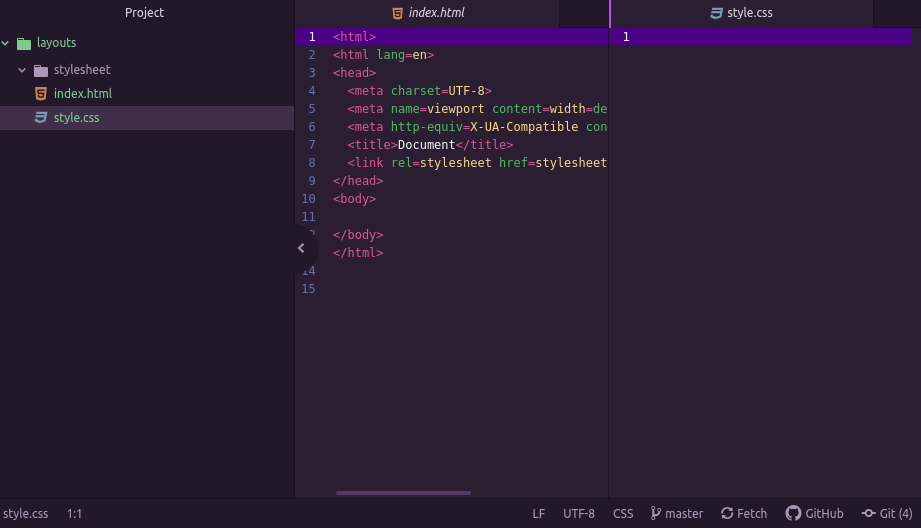 Project
layouts
stylesheet
index.html
style.css
index.html
1 <html>
2 <html lang=en>
3 <head>
4 <meta charset=UTF-8>
5 <meta name=viewport content=width=de
6 <meta http-equiv=X-UA-Compatible con
7 <title>Document</title>
8 <link rel=stylesheet href=stylesheet
9 </head>
10 <body>
11
</body>
</html>
14
15
style.css
1
style.css 1:1 LF UTF-8 CSS master Fetch GitHub Git (4)